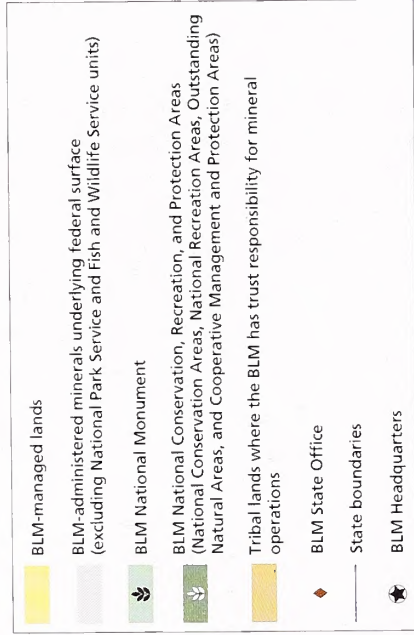 BLM-managed lands
BLM-administered minerals underlying federal surface
(excluding National Park Service and Fish and Wildlife Service units)
BLM National Monument
BLM National Conservation, Recreation, and Protection Areas
(National Conservation Areas, National Recreation Areas, Outstanding
Natural Areas, and Cooperative Management and Protection Areas)
Tribal lands where the BLM has trust responsibility for mineral
operations
BLM State Office
State boundaries
BLM Headquarters